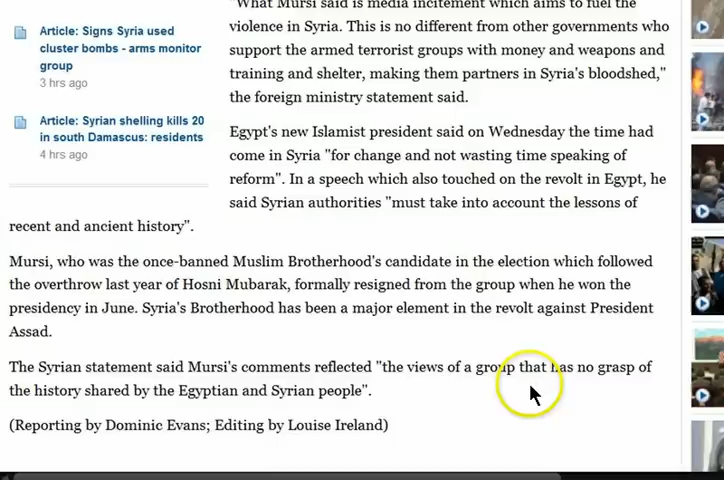 "What Mursi said is media incitement which aims to fuel the
violence in Syria. This is no different from other governments who
support the armed terrorist groups with money and weapons and
training and shelter, making them partners in Syria's bloodshed,"
the foreign ministry statement said.
Article: Signs Syria used
cluster bombs - arms monitor
group
3 hrs ago
Article: Syrian shelling kills 20
in south Damascus: residents
4 hrs ago
Egypt's new Islamist president said on Wednesday the time had
come in Syria "for change and not wasting time speaking of
reform". In a speech which also touched on the revolt in Egypt, he
said Syrian authorities "must take into account the lessons of
recent and ancient history".
Mursi, who was the once-banned Muslim Brotherhood's candidate in the election which followed
the overthrow last year of Hosni Mubarak, formally resigned from the group when he won the
presidency in June. Syria's Brotherhood has been a major element in the revolt against President
Assad.
The Syrian statement said Mursi's comments reflected "the views of a group that has no grasp of
the history shared by the Egyptian and Syrian people".
(Reporting by Dominic Evans; Editing by Louise Ireland)